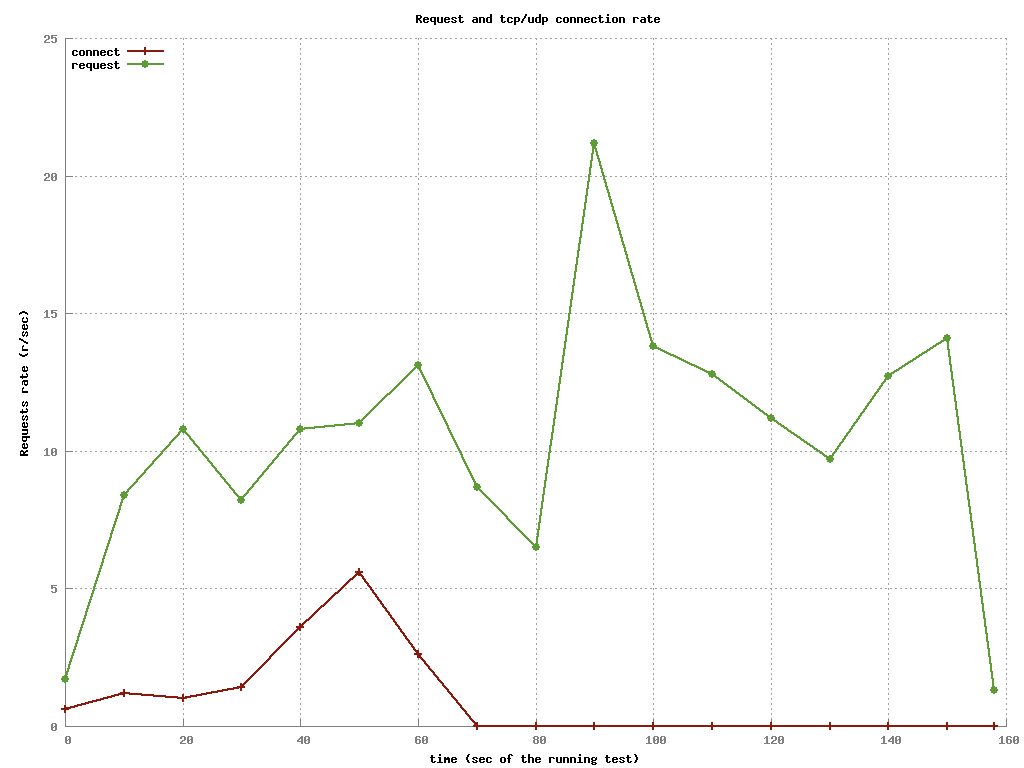 Request and tcp/udp connection rate
connect
request
25
20
15
10
5
0
Requests rate (r/sec)
0 20 40 60 80 100 120 140 160
time (sec of the running test)